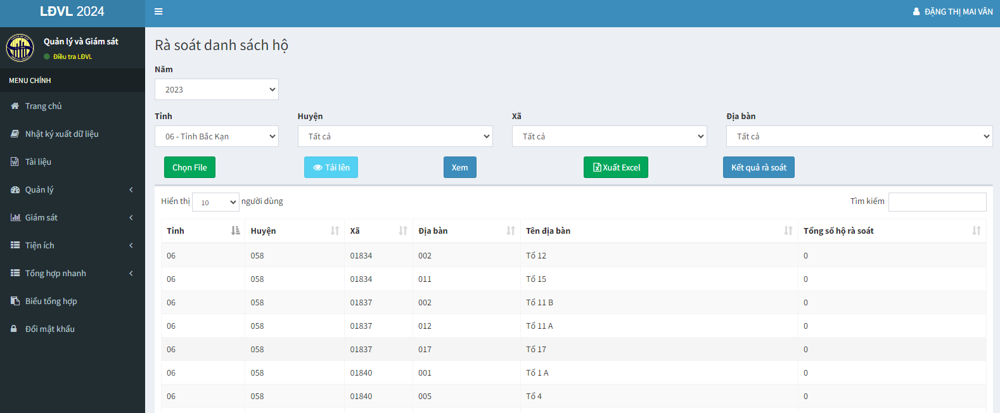 LĐVL 2024
ĐẶNG THỊ MAI VÂN
Quản lý và Giám sát
Điều tra LĐVL
MENU CHÍNH
Trang chủ
Nhật ký xuất dữ liệu
Tài liệu
Quản lý
Giám sát
Tiện ích
Tổng hợp nhanh
Biểu tổng hợp
Đổi mật khẩu
Rà soát danh sách hộ
Năm
2023
Tỉnh Huyện Xã Địa bàn
06 - Tỉnh Bắc Kạn Tất cả Tất cả Tất cả
Chọn File Tải lên Xem Xuất Excel Kết quả rà soát
Hiển thị 10 người dùng Tìm kiếm
Tỉnh Huyện Xã Địa bàn Tên địa bàn Tổng số hộ rà soát
06 058 01834 002 Tổ 12 0
06 058 01834 011 Tổ 15 0
06 058 01837 002 Tổ 11 B 0
06 058 01837 012 Tổ 11 A 0
06 058 01837 017 Tổ 17 0
06 058 01840 001 Tổ 1 A 0
06 058 01840 005 Tổ 4 0